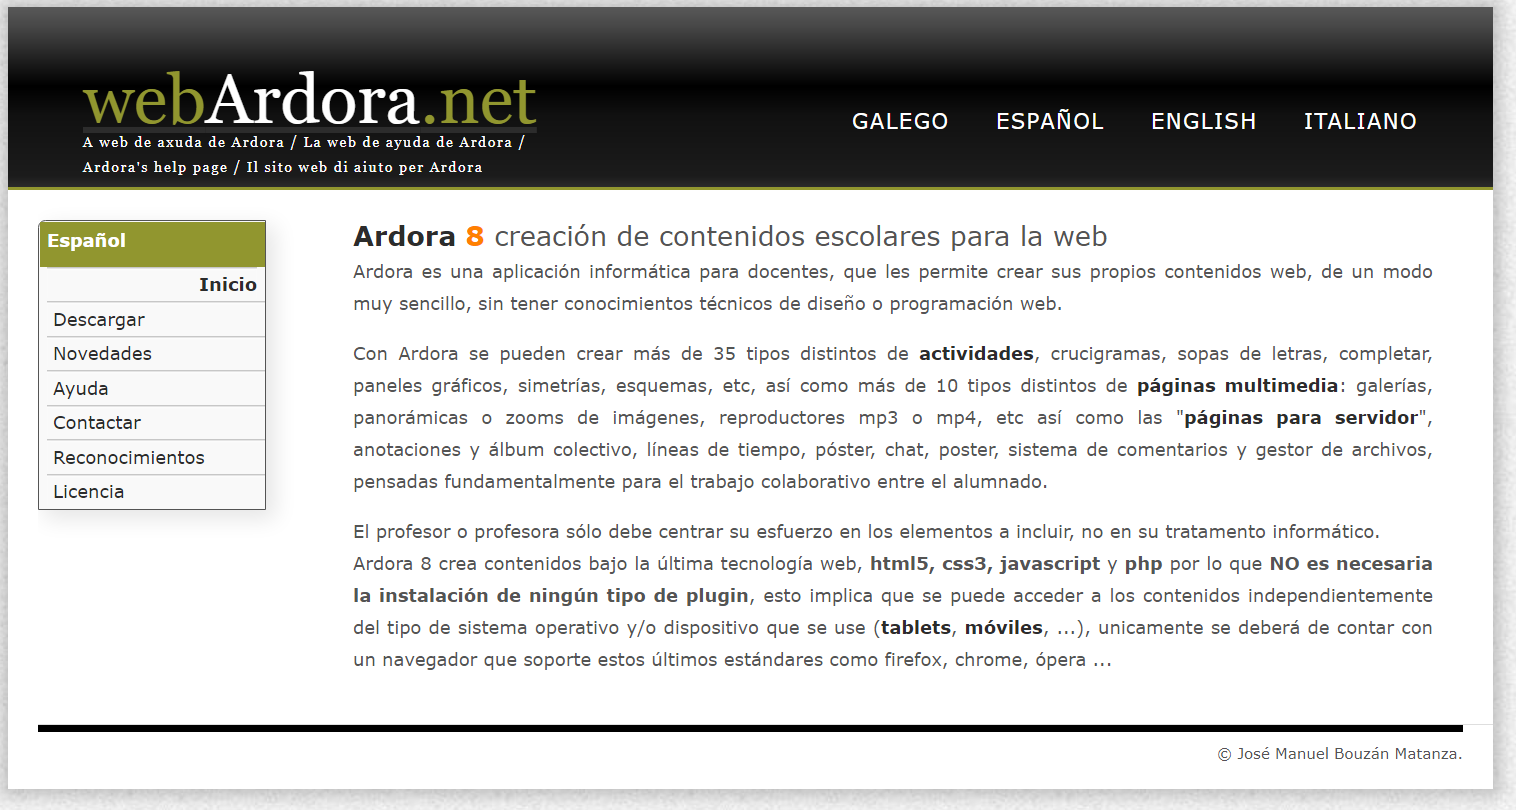 webArdora.net
A web de axuda de Ardora / La web de ayuda de Ardora /
Ardora's help page / Il sito web di aiuto per Ardora
GALEGO ESPAÑOL ENGLISH ITALIANO
Español
Inicio
Descargar
Novedades
Ayuda
Contactar
Reconocimientos
Licencia
Ardora 8 creación de contenidos escolares para la web
Ardora es una aplicación informática para docentes, que les permite crear sus propios contenidos web, de un modo
muy sencillo, sin tener conocimientos técnicos de diseño o programación web.
Con Ardora se pueden crear más de 35 tipos distintos de actividades, crucigramas, sopas de letras, completar,
paneles gráficos, simetrías, esquemas, etc, así como más de 10 tipos distintos de páginas multimedia: galerías,
panorámicas o zooms de imágenes, reproductores mp3 o mp4, etc así como las "páginas para servidor",
anotaciones y álbum colectivo, líneas de tiempo, póster, chat, poster, sistema de comentarios y gestor de archivos,
pensadas fundamentalmente para el trabajo colaborativo entre el alumnado.
El profesor o profesora sólo debe centrar su esfuerzo en los elementos a incluir, no en su tratamiento informático.
Ardora 8 crea contenidos bajo la última tecnología web, html5, css3, javascript y php por lo que NO es necesaria
la instalación de ningún tipo de plugin, esto implica que se puede acceder a los contenidos independientemente
del tipo de sistema operativo y/o dispositivo que se use (tablets, móviles, ...), unicamente se deberá de contar con
un navegador que soporte estos últimos estándares como firefox, chrome, ópera ...
© José Manuel Bouzán Matanza.